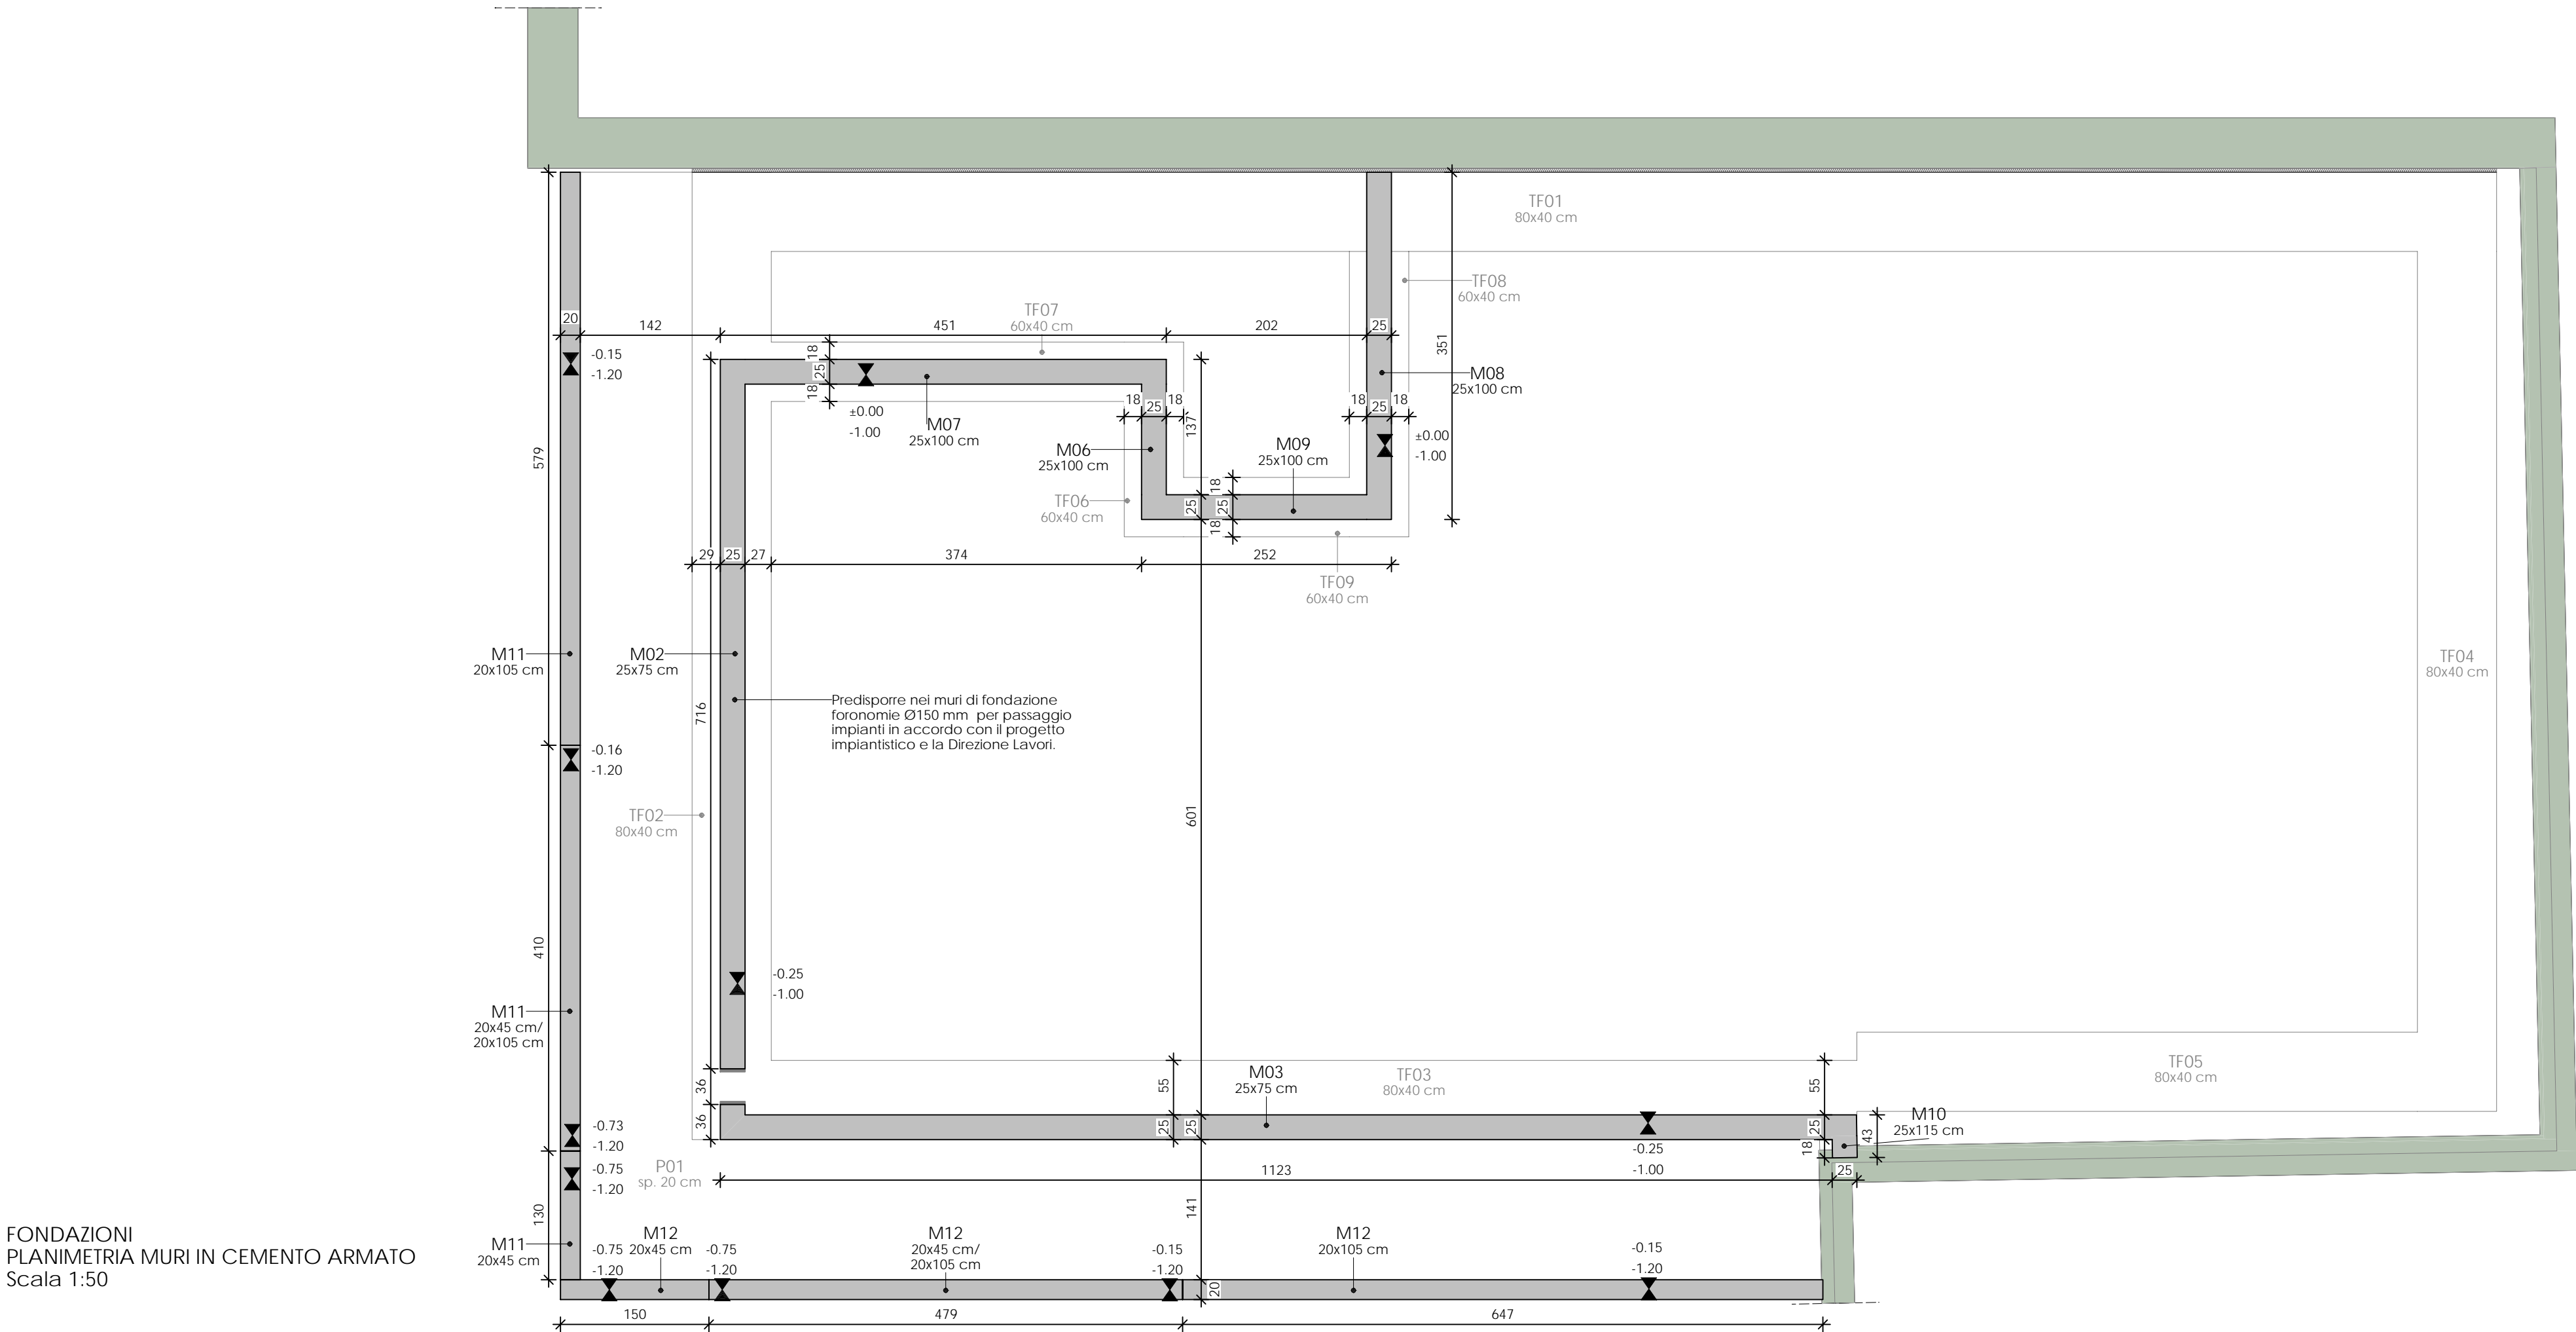 TF01
80x40 cm
TF08
60x40 cm
TF07
60x40 cm
20
142
451
202
25
351
-0.15
-1.20
18
25
18
±0.00
-1.00
M07
25x100 cm
M08
25x100 cm
18
25
18
137
18
25
18
±0.00
-1.00
M06
25x100 cm
M09
25x100 cm
579
TF06
60x40 cm
18
25
25
18
29
25
27
374
252
TF09
60x40 cm
M11
20x105 cm
M02
25x75 cm
TF04
80x40 cm
716
Predisporre nei muri di fondazione
foronomie Ø150 mm per passaggio
impianti in accordo con il progetto
impiantistico e la Direzione Lavori.
-0.16
-1.20
TF02
80x40 cm
601
410
-0.25
-1.00
M11
20x45 cm/
20x105 cm
36
55
M03
25x75 cm
TF03
80x40 cm
55
TF05
80x40 cm
36
25
25
25
18
43
M10
25x115 cm
-0.73
-1.20
-0.25
-1.00
-0.75
-1.20
P01
sp. 20 cm
1123
25
130
141
M11
20x45 cm
-0.75
-1.20
M12
20x45 cm
-0.75
-1.20
M12
20x45 cm/
20x105 cm
-0.15
-1.20
M12
20x105 cm
-0.15
-1.20
20
150
479
647
FONDAZIONI
PLANIMETRIA MURI IN CEMENTO ARMATO
Scala 1:50